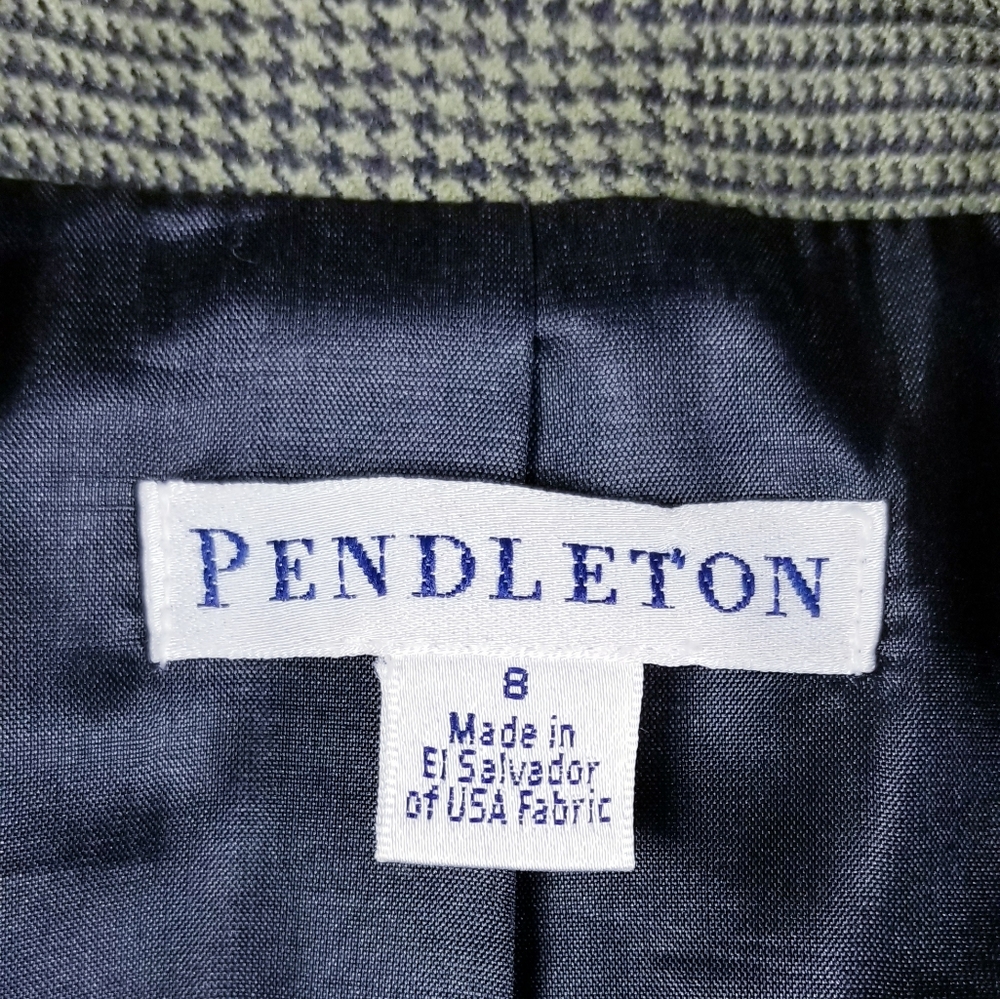 PENDLETON
8
Made in
El Salvador
of USA Fabric